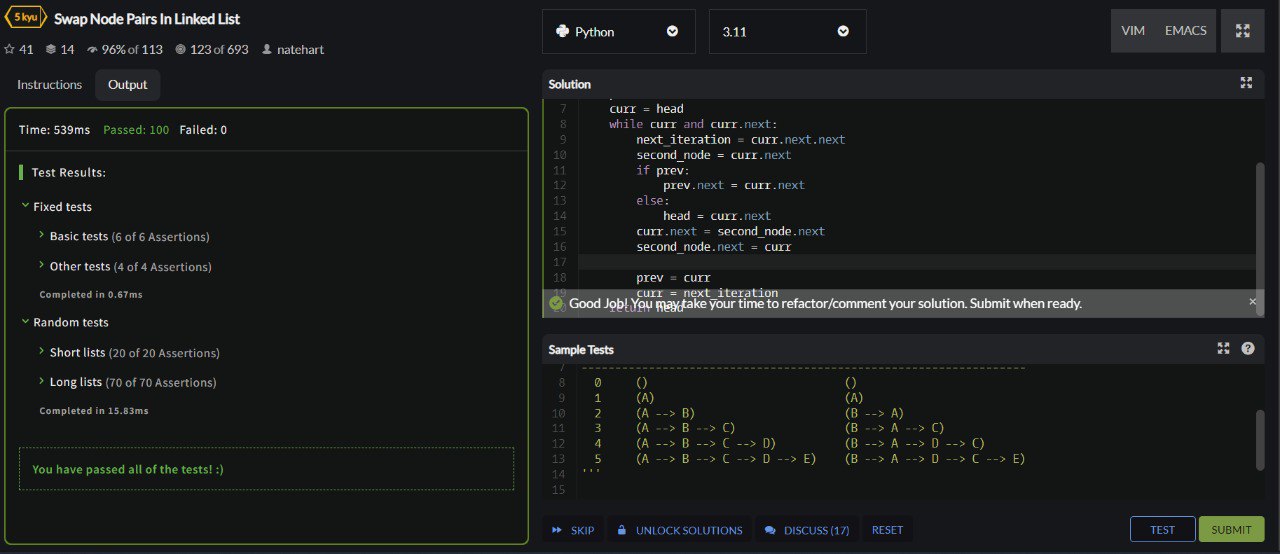 5 kyu Swap Node Pairs In Linked List
41 14 96% of 113 123 of 693 natehart
Python
3.11
VIM EMACS
Instructions Output
Time: 539ms Passed: 100 Failed: 0
Test Results:
Fixed tests
Basic tests (6 of 6 Assertions)
Other tests (4 of 4 Assertions)
Completed in 0.67ms
Random tests
Short lists (20 of 20 Assertions)
Long lists (70 of 70 Assertions)
Completed in 15.83ms
You have passed all of the tests! :)
Solution
7 curr = head
8 while curr and curr.next:
9 next_iteration = curr.next.next
10 second_node = curr.next
11 if prev:
12 prev.next = curr.next
13 else:
14 head = curr.next
15 curr.next = second_node.next
16 second_node.next = curr
17
18 prev = curr
19 curr = next_iteration
20 return head
Good Job! You may take your time to refactor/comment your solution. Submit when ready. ×
Sample Tests ?
7 ------------------------------------------------------------------
8 0 () ()
9 1 (A) (A)
10 2 (A --> B) (B --> A)
11 3 (A --> B --> C) (B --> A --> C)
12 4 (A --> B --> C --> D) (B --> A --> D --> C)
13 5 (A --> B --> C --> D --> E) (B --> A --> D --> C --> E)
14 '''
15
SKIP UNLOCK SOLUTIONS DISCUSS (17) RESET TEST SUBMIT